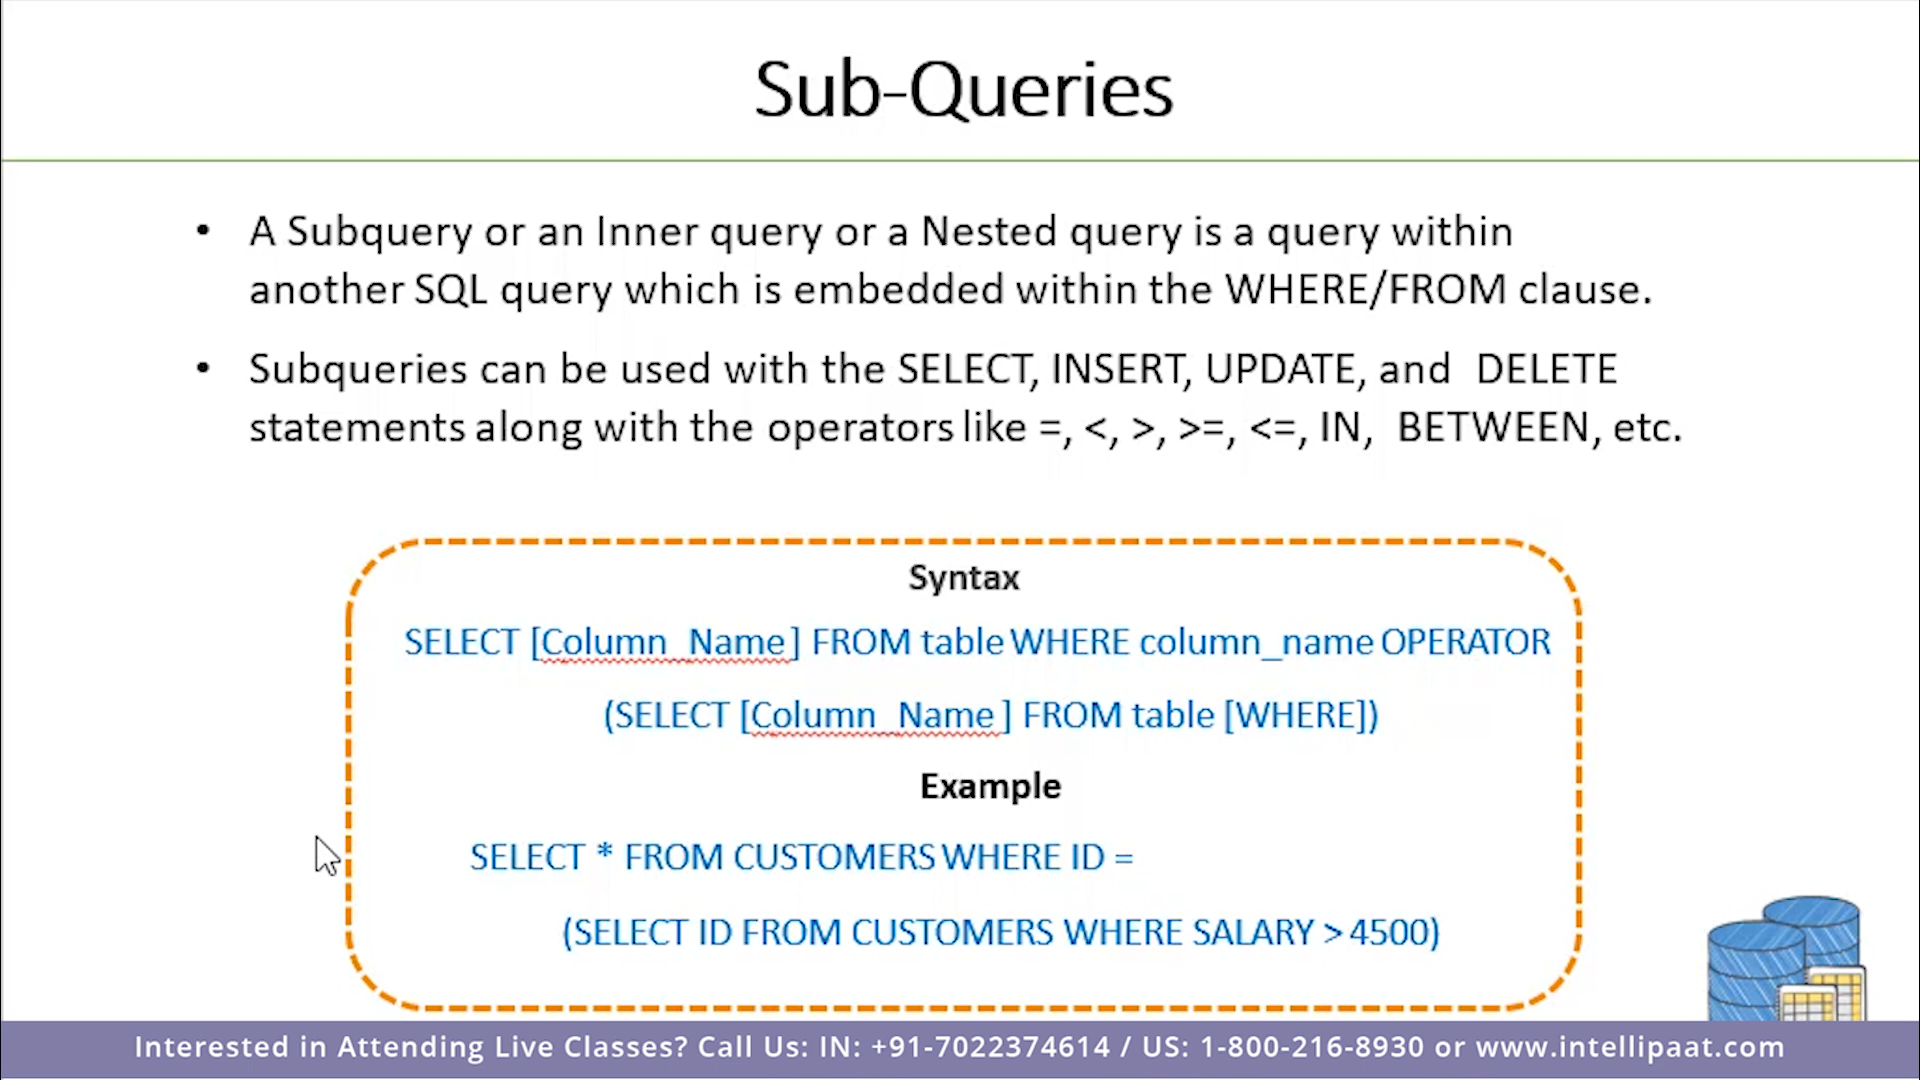 Sub-Queries
• A Subquery or an Inner query or a Nested query is a query within
another SQL query which is embedded within the WHERE/FROM clause.
• Subqueries can be used with the SELECT, INSERT, UPDATE, and DELETE
statements along with the operators like =, <, >, >=, <=, IN, BETWEEN, etc.
Syntax
SELECT [Column_Name] FROM table WHERE column_name OPERATOR
(SELECT [Column_Name] FROM table [WHERE])
Example
SELECT * FROM CUSTOMERS WHERE ID =
(SELECT ID FROM CUSTOMERS WHERE SALARY > 4500)
Interested in Attending Live Classes? Call Us: IN: +91-7022374614 / US: 1-800-216-8930 or www.intellipaat.com